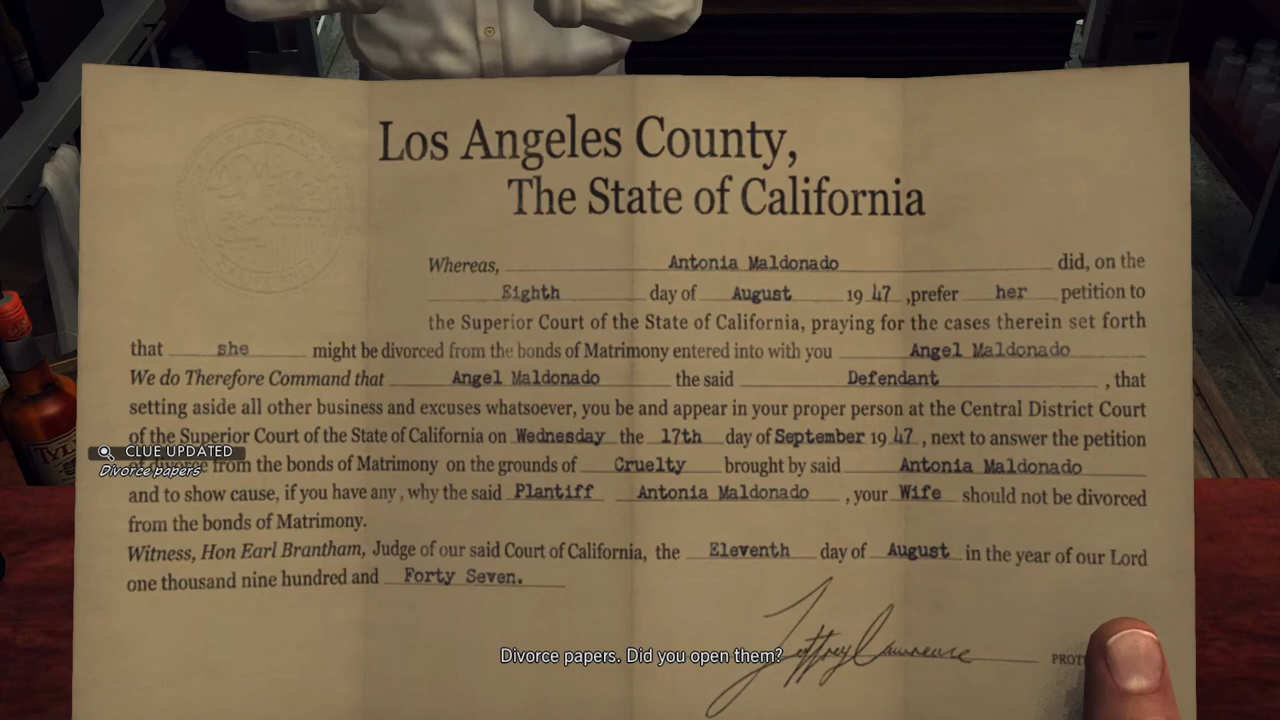 Los Angeles County,
The State of California
Whereas, Antonia Maldonado did, on the
Eighth day of August 19 47 ,prefer her petition to
the Superior Court of the State of California, praying for the cases therein set forth
that she might be divorced from the bonds of Matrimony entered into with you Angel Maldonado
We do Therefore Command that Angel Maldonado the said Defendant , that
setting aside all other business and excuses whatsoever, you be and appear in your proper person at the Central District Court
of the Superior Court of the State of California on Wednesday the 17th day of September 19 47 , next to answer the petition
CLUE UPDATED
Divorce papers
of divorce from the bonds of Matrimony on the grounds of Cruelty brought by said Antonia Maldonado
and to show cause, if you have any , why the said Plantiff Antonia Maldonado , your Wife should not be divorced
from the bonds of Matrimony.
Witness, Hon Earl Brantham, Judge of our said Court of California, the Eleventh day of August in the year of our Lord
one thousand nine hundred and Forty Seven.
Jeffrey Lawrence
Divorce papers. Did you open them?
TYL